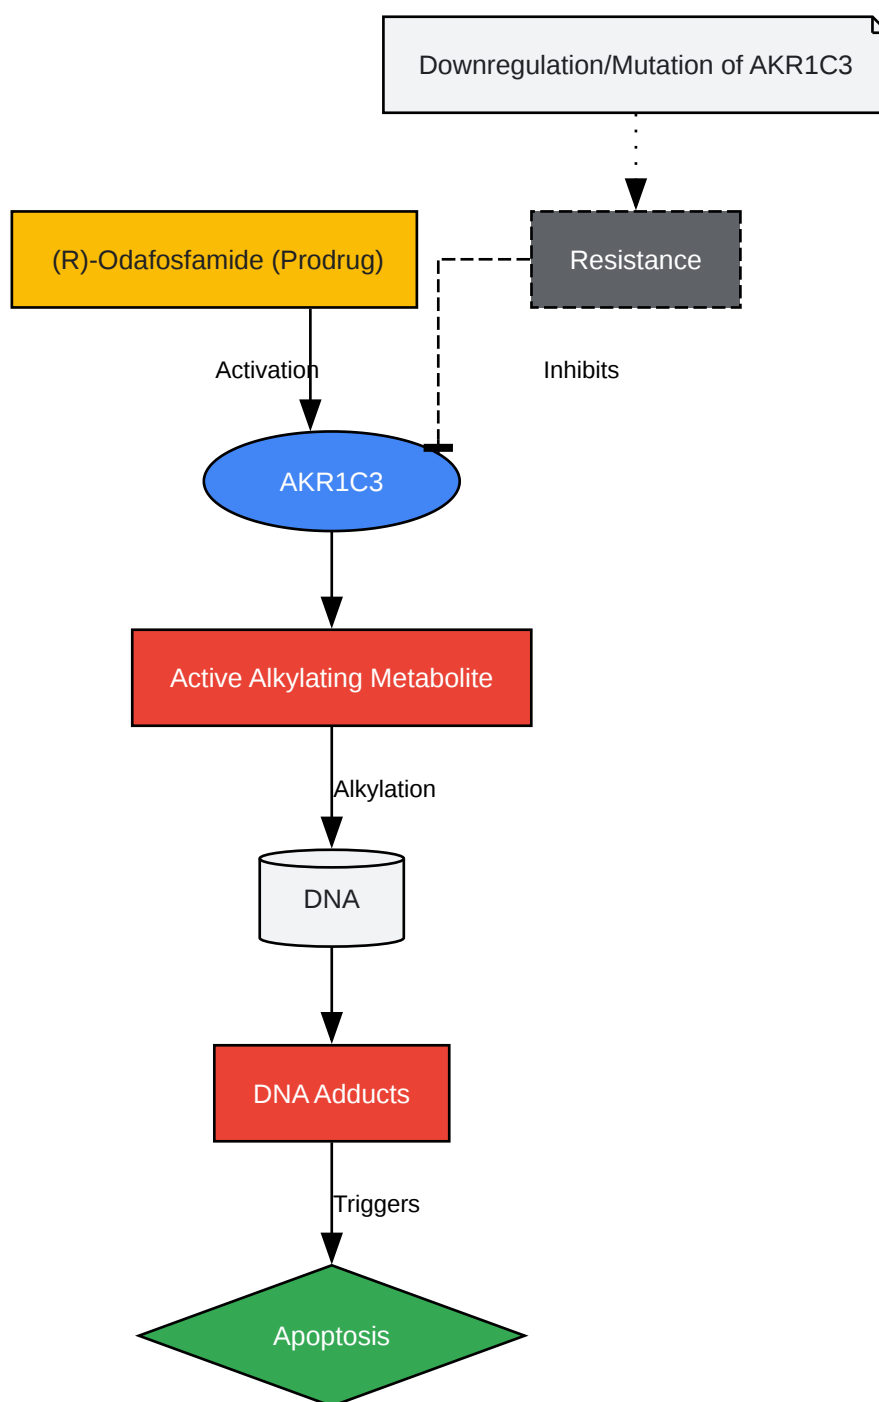 Downregulation/Mutation of AKR1C3
(R)-Odafosfamide (Prodrug)
Resistance
Activation
Inhibits
AKR1C3
Active Alkylating Metabolite
Alkylation
DNA
DNA Adducts
Triggers
Apoptosis